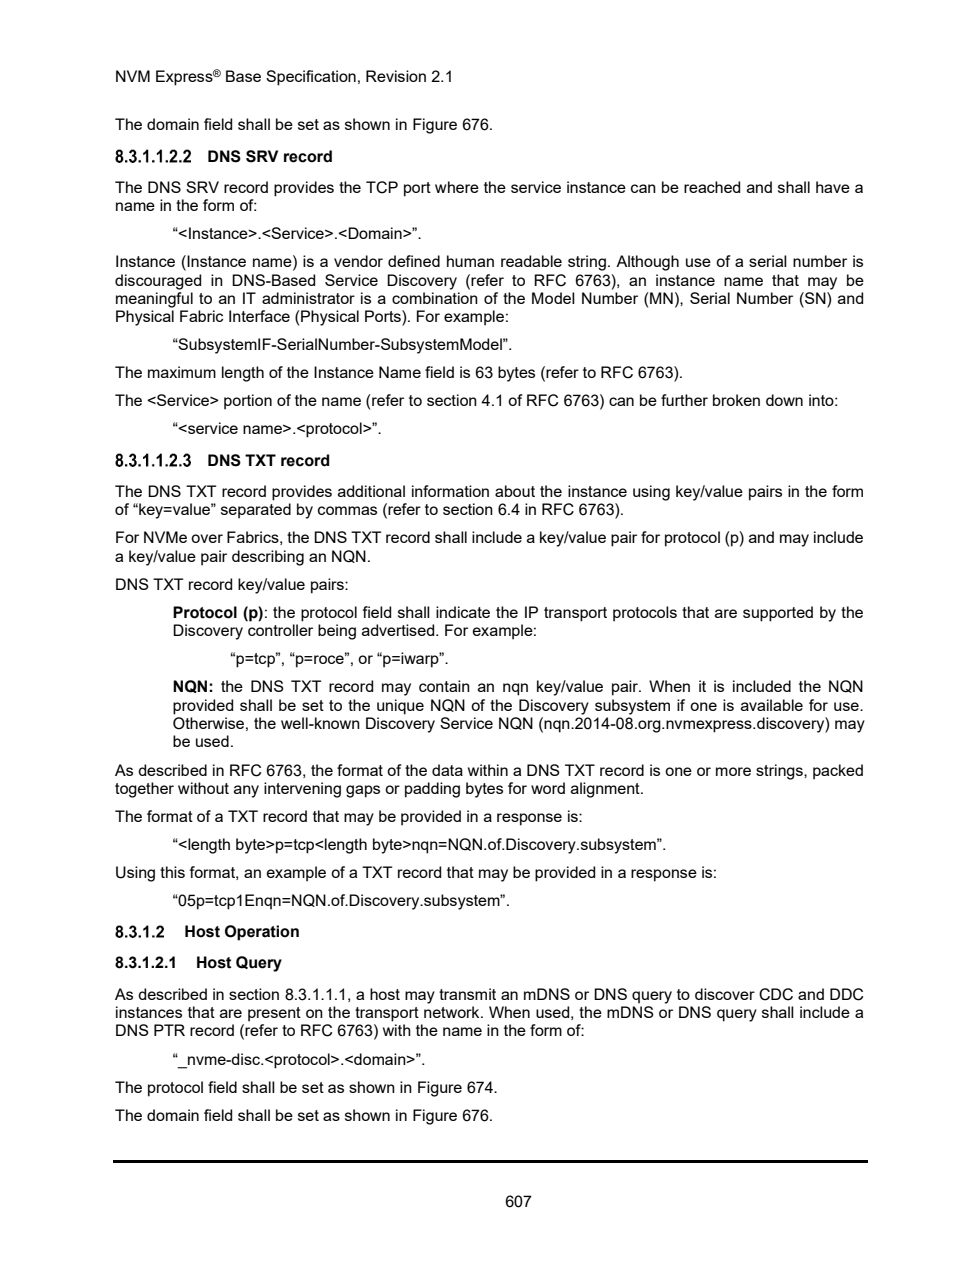 NVM Express® Base Specification, Revision 2.1
The domain field shall be set as shown in Figure 676.
8.3.1.1.2.2 DNS SRV record
The DNS SRV record provides the TCP port where the service instance can be reached and shall have a
name in the form of:
“<Instance>.<Service>.<Domain>”.
Instance (Instance name) is a vendor defined human readable string. Although use of a serial number is
discouraged in DNS-Based Service Discovery (refer to RFC 6763), an instance name that may be
meaningful to an IT administrator is a combination of the Model Number (MN), Serial Number (SN) and
Physical Fabric Interface (Physical Ports). For example:
“SubsystemIF-SerialNumber-SubsystemModel”.
The maximum length of the Instance Name field is 63 bytes (refer to RFC 6763).
The <Service> portion of the name (refer to section 4.1 of RFC 6763) can be further broken down into:
“<service name>.<protocol>”.
8.3.1.1.2.3 DNS TXT record
The DNS TXT record provides additional information about the instance using key/value pairs in the form
of “key=value” separated by commas (refer to section 6.4 in RFC 6763).
For NVMe over Fabrics, the DNS TXT record shall include a key/value pair for protocol (p) and may include
a key/value pair describing an NQN.
DNS TXT record key/value pairs:
Protocol (p): the protocol field shall indicate the IP transport protocols that are supported by the
Discovery controller being advertised. For example:
“p=tcp”, “p=roce”, or “p=iwarp”.
NQN: the DNS TXT record may contain an nqn key/value pair. When it is included the NQN
provided shall be set to the unique NQN of the Discovery subsystem if one is available for use.
Otherwise, the well-known Discovery Service NQN (nqn.2014-08.org.nvmexpress.discovery) may
be used.
As described in RFC 6763, the format of the data within a DNS TXT record is one or more strings, packed
together without any intervening gaps or padding bytes for word alignment.
The format of a TXT record that may be provided in a response is:
“<length byte>p=tcp<length byte>nqn=NQN.of.Discovery.subsystem”.
Using this format, an example of a TXT record that may be provided in a response is:
“05p=tcp1Enqn=NQN.of.Discovery.subsystem”.
8.3.1.2 Host Operation
8.3.1.2.1 Host Query
As described in section 8.3.1.1.1, a host may transmit an mDNS or DNS query to discover CDC and DDC
instances that are present on the transport network. When used, the mDNS or DNS query shall include a
DNS PTR record (refer to RFC 6763) with the name in the form of:
“_nvme-disc.<protocol>.<domain>”.
The protocol field shall be set as shown in Figure 674.
The domain field shall be set as shown in Figure 676.
607